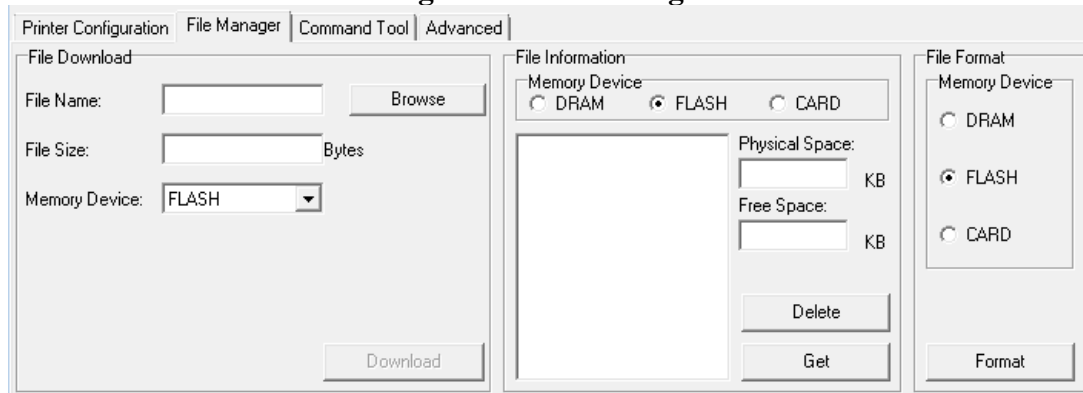 Printer Configuration File Manager Command Tool Advanced
File Download
File Name:
Browse
File Size:
Bytes
Memory Device:
FLASH
Download
File Information
Memory Device
DRAM FLASH CARD
Physical Space:
KB
Free Space:
KB
Delete
Get
File Format
Memory Device
DRAM
FLASH
CARD
Format